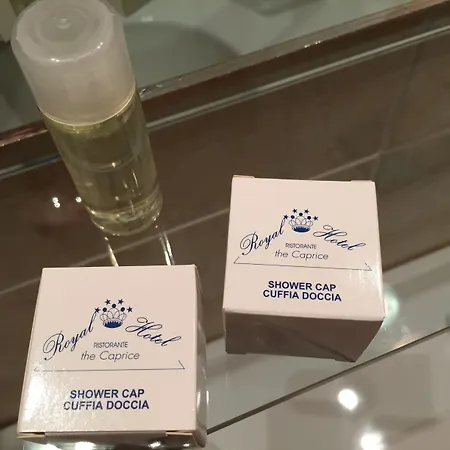 Royal Hotel
RISTORANTE
the Caprice
SHOWER CAP
CUFFIA DOCCIA
Royal Hotel
RISTORANTE
the Caprice
SHOWER CAP
CUFFIA DOCCIA